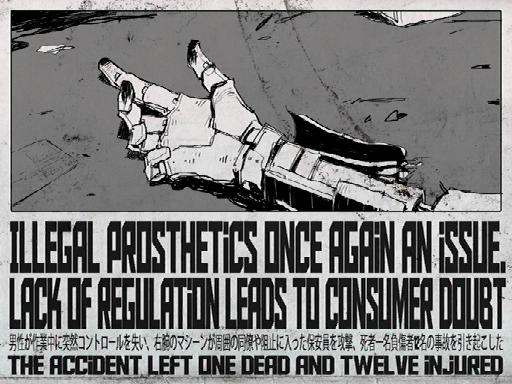 ILLEGAL PROSTHETiCS ONCE AGAiN AN iSSUE.
LACK OF REGULATiON LEADS TO CONSUMER DOUBT
男性が作業中に突然コントロールを失い、右腕のマシーンが周囲の同僚や阻止に入った保安員を攻撃、死者一名負傷者12名の事故を引き起こした
THE ACCiDENT LEFT ONE DEAD AND TWELVE iNJURED